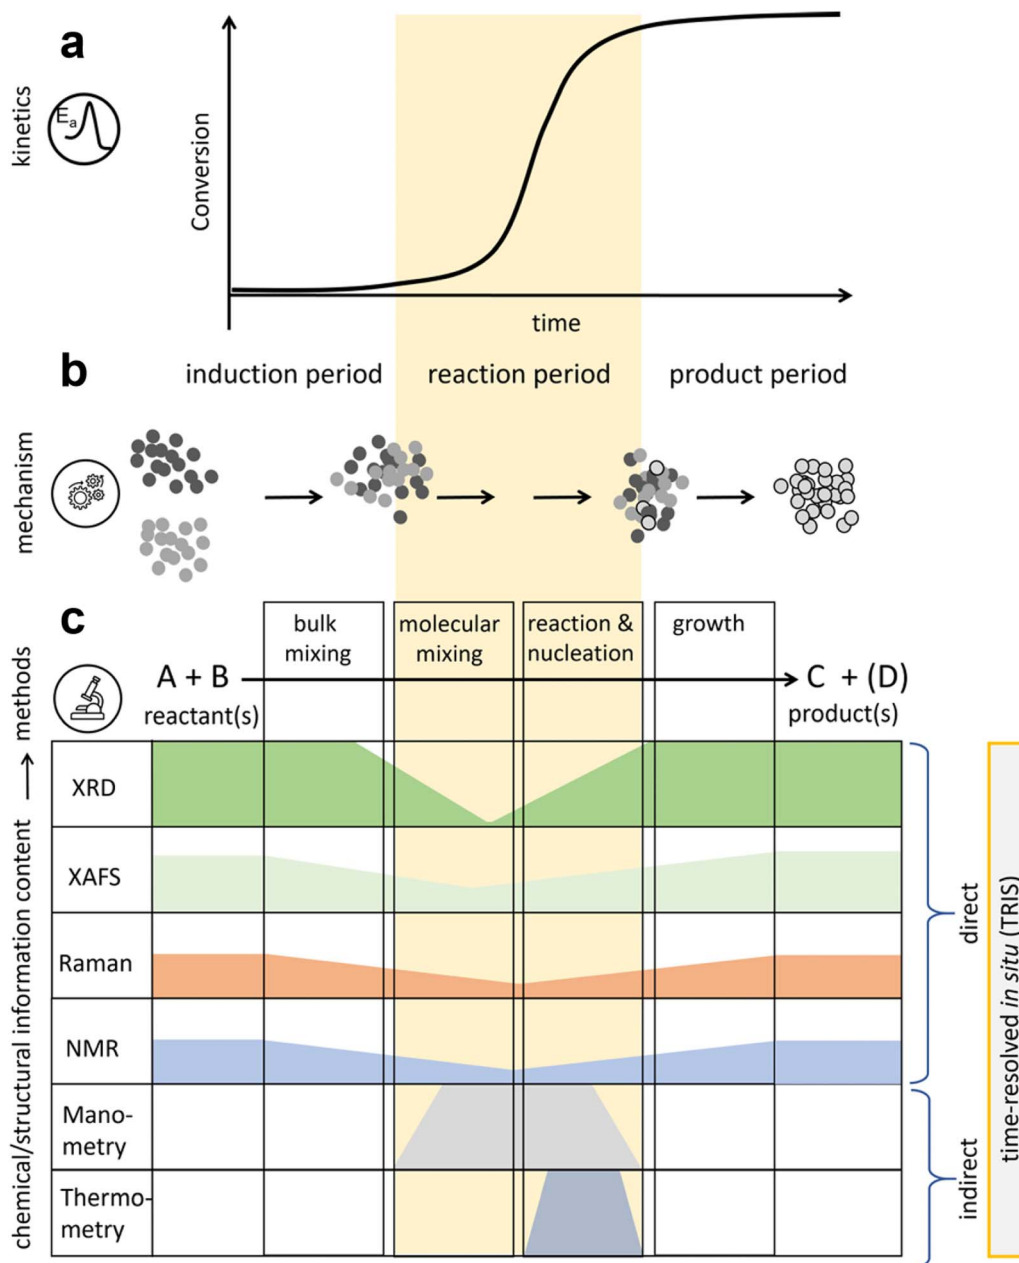 a
kinetics
Ea
Conversion
time
b
induction period
reaction period
product period
mechanism
c
bulk
mixing
molecular
mixing
reaction &
nucleation
growth
methods
A + B
C + (D)
reactant(s)
product(s)
chemical/structural information content
XRD
XAFS
Raman
NMR
Mano-
metry
Thermo-
metry
direct
indirect
time-resolved in situ (TRIS)